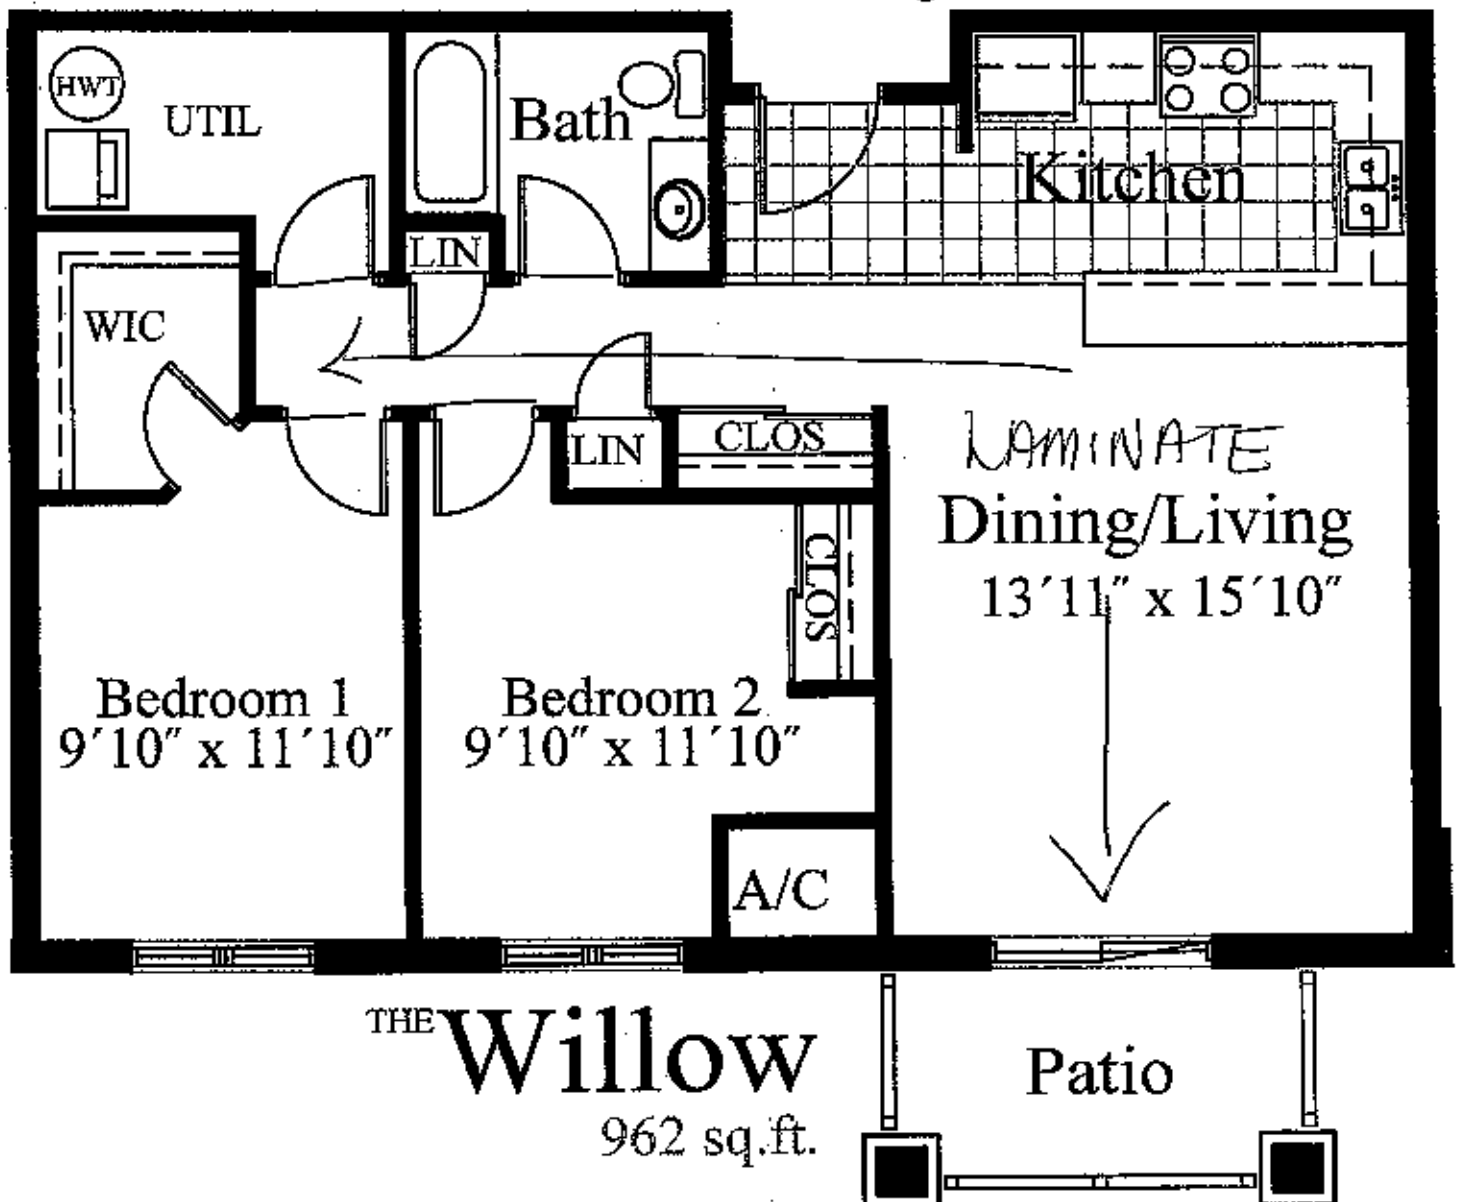 HWT
UTIL
Bath
Kitchen
LIN
WIC
LIN
CLOS
LAMINATE
Dining/Living
13´11″ x 15´10″
CLOS
Bedroom 1
9´10″ x 11´10″
Bedroom 2
9´10″ x 11´10″
A/C
THE Willow
962 sq.ft.
Patio